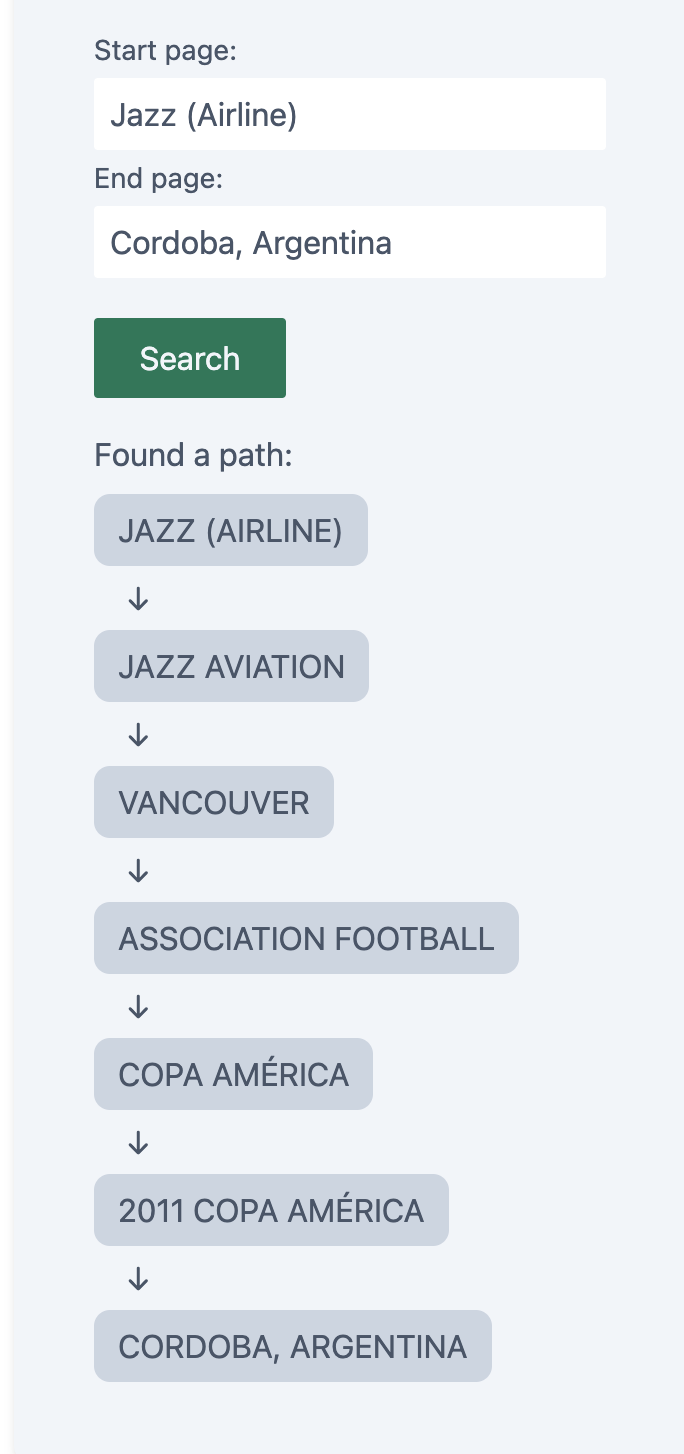 Start page:
Jazz (Airline)
End page:
Cordoba, Argentina
Search
Found a path:
JAZZ (AIRLINE)
↓
JAZZ AVIATION
↓
VANCOUVER
↓
ASSOCIATION FOOTBALL
↓
COPA AMÉRICA
↓
2011 COPA AMÉRICA
↓
CORDOBA, ARGENTINA